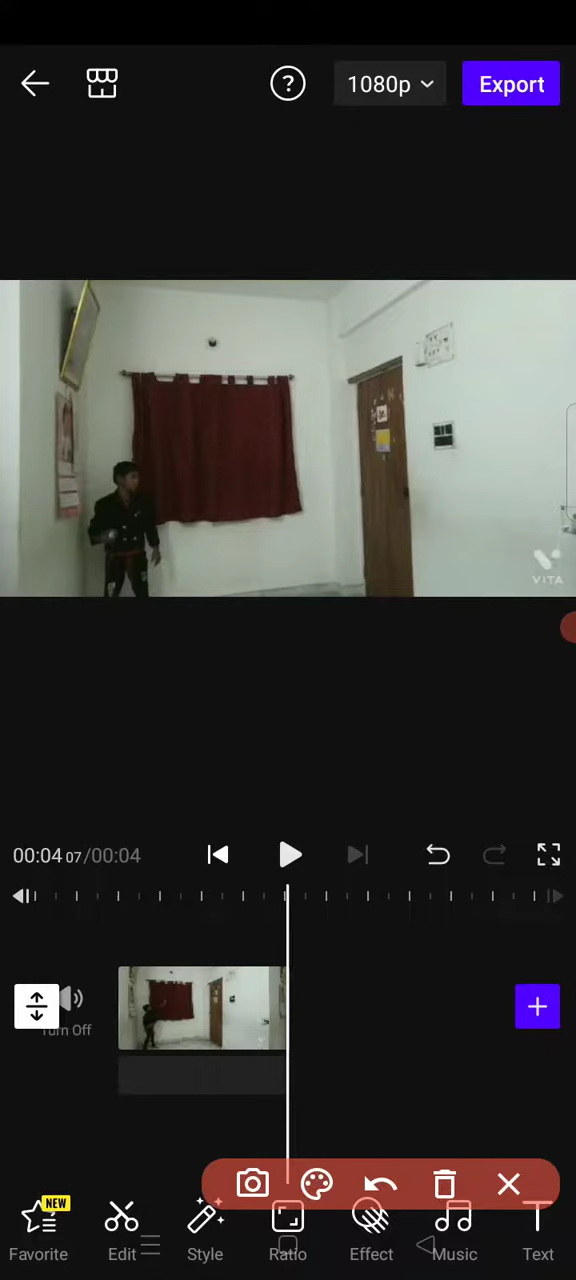 1080p
Export
VITA
00:04 07/00:04
Turn Off
NEW
Favorite
Edit
Style
Ratio
Effect
Music
Text